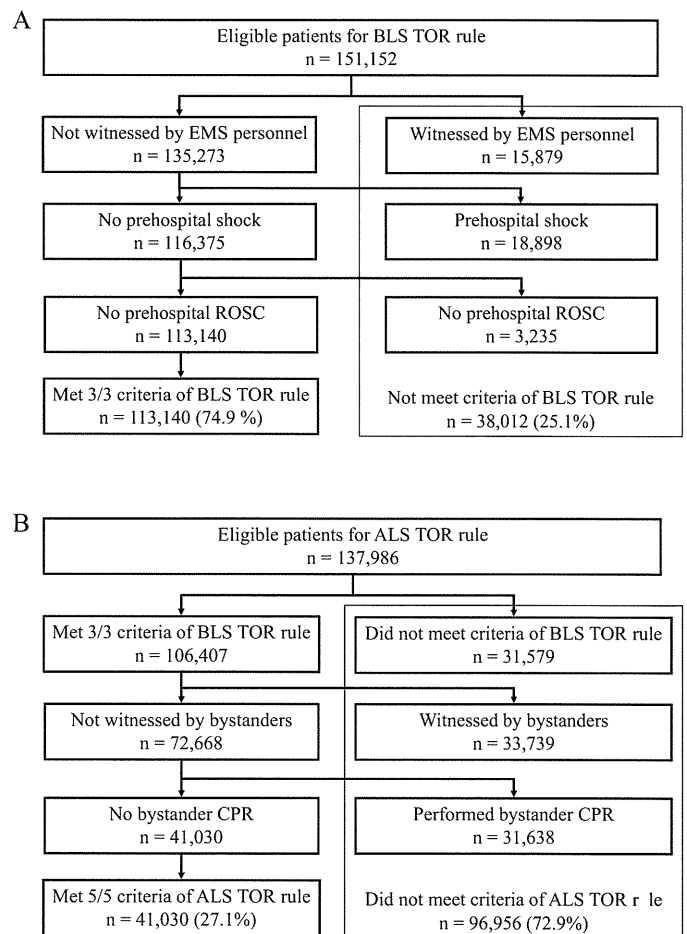 A
Eligible patients for BLS TOR rule
n = 151,152
Not witnessed by EMS personnel
n = 135,273
Witnessed by EMS personnel
n = 15,879
No prehospital shock
n = 116,375
Prehospital shock
n = 18,898
No prehospital ROSC
n = 113,140
No prehospital ROSC
n = 3,235
Met 3/3 criteria of BLS TOR rule
n = 113,140 (74.9 %)
Not meet criteria of BLS TOR rule
n = 38,012 (25.1%)
B
Eligible patients for ALS TOR rule
n = 137,986
Met 3/3 criteria of BLS TOR rule
n = 106,407
Did not meet criteria of BLS TOR rule
n = 31,579
Not witnessed by bystanders
n = 72,668
Witnessed by bystanders
n = 33,739
No bystander CPR
n = 41,030
Performed bystander CPR
n = 31,638
Met 5/5 criteria of ALS TOR rule
n = 41,030 (27.1%)
Did not meet criteria of ALS TOR r le
n = 96,956 (72.9%)